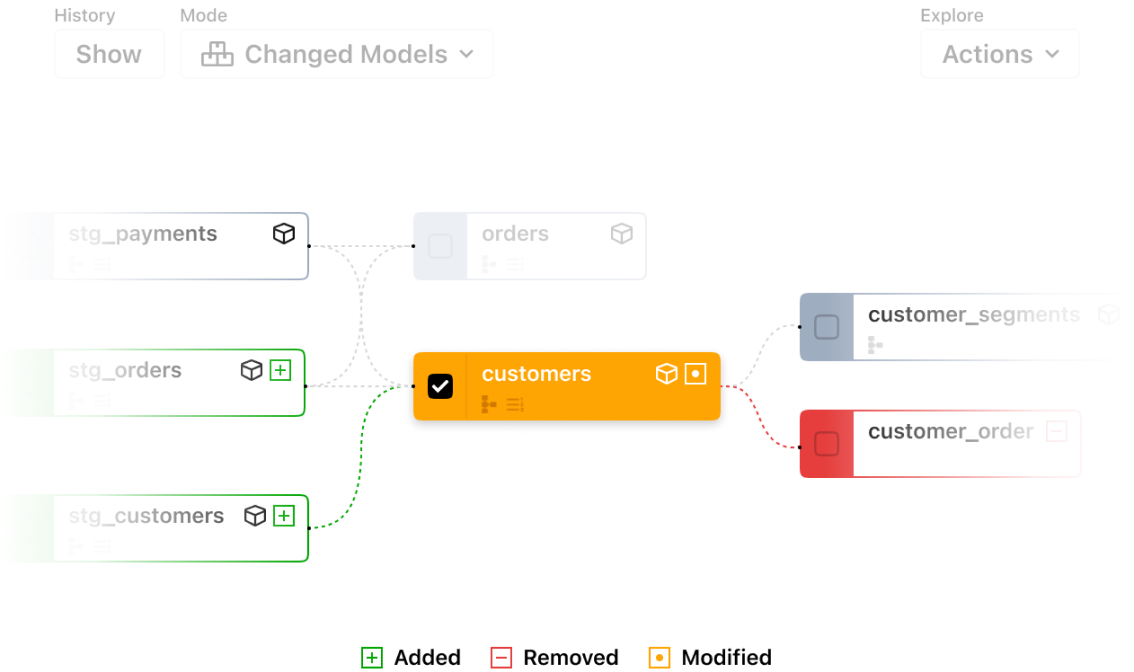 History
Mode
Explore
Show
Changed Models
Actions
stg_payments
orders
customer_segments
stg_orders
customers
customer_order
stg_customers
Added
Removed
Modified